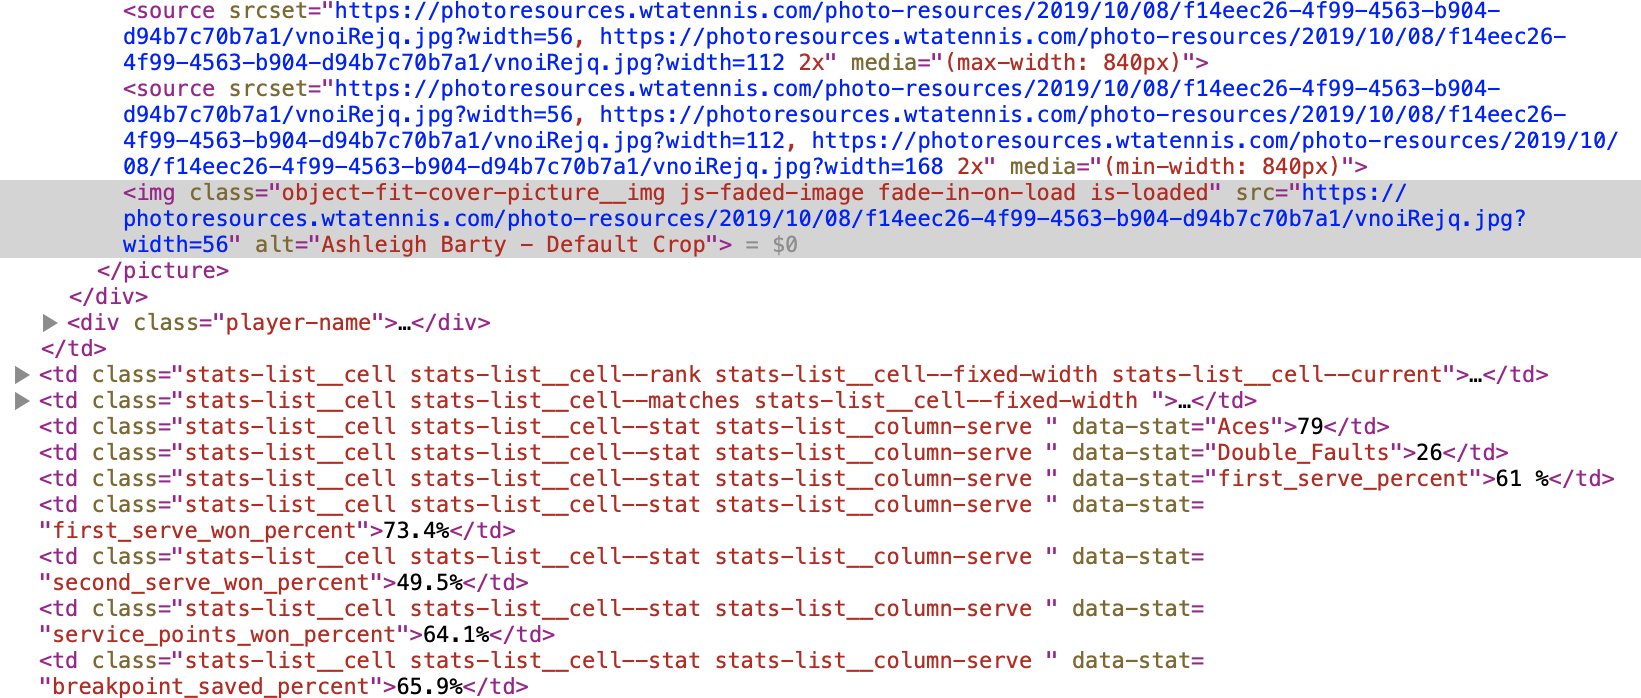 <source srcset="https://photoresources.wtatennis.com/photo-resources/2019/10/08/f14eec26-4f99-4563-b904-
d94b7c70b7a1/vnoiRejq.jpg?width=56, https://photoresources.wtatennis.com/photo-resources/2019/10/08/f14eec26-
4f99-4563-b904-d94b7c70b7a1/vnoiRejq.jpg?width=112 2x" media="(max-width: 840px)">
<source srcset="https://photoresources.wtatennis.com/photo-resources/2019/10/08/f14eec26-4f99-4563-b904-
d94b7c70b7a1/vnoiRejq.jpg?width=56, https://photoresources.wtatennis.com/photo-resources/2019/10/08/f14eec26-
4f99-4563-b904-d94b7c70b7a1/vnoiRejq.jpg?width=112, https://photoresources.wtatennis.com/photo-resources/2019/10/
08/f14eec26-4f99-4563-b904-d94b7c70b7a1/vnoiRejq.jpg?width=168 2x" media="(min-width: 840px)">
<img class="object-fit-cover-picture__img js-faded-image fade-in-on-load is-loaded" src="https://
photoresources.wtatennis.com/photo-resources/2019/10/08/f14eec26-4f99-4563-b904-d94b7c70b7a1/vnoiRejq.jpg?
width=56" alt="Ashleigh Barty - Default Crop"> = $0
</picture>
</div>
<div class="player-name">…</div>
</td>
<td class="stats-list__cell stats-list__cell--rank stats-list__cell--fixed-width stats-list__cell--current">…</td>
<td class="stats-list__cell stats-list__cell--matches stats-list__cell--fixed-width ">…</td>
<td class="stats-list__cell stats-list__cell--stat stats-list__column-serve " data-stat="Aces">79</td>
<td class="stats-list__cell stats-list__cell--stat stats-list__column-serve " data-stat="Double_Faults">26</td>
<td class="stats-list__cell stats-list__cell--stat stats-list__column-serve " data-stat="first_serve_percent">61 %</td>
<td class="stats-list__cell stats-list__cell--stat stats-list__column-serve " data-stat=
"first_serve_won_percent">73.4%</td>
<td class="stats-list__cell stats-list__cell--stat stats-list__column-serve " data-stat=
"second_serve_won_percent">49.5%</td>
<td class="stats-list__cell stats-list__cell--stat stats-list__column-serve " data-stat=
"service_points_won_percent">64.1%</td>
<td class="stats-list__cell stats-list__cell--stat stats-list__column-serve " data-stat=
"breakpoint_saved_percent">65.9%</td>